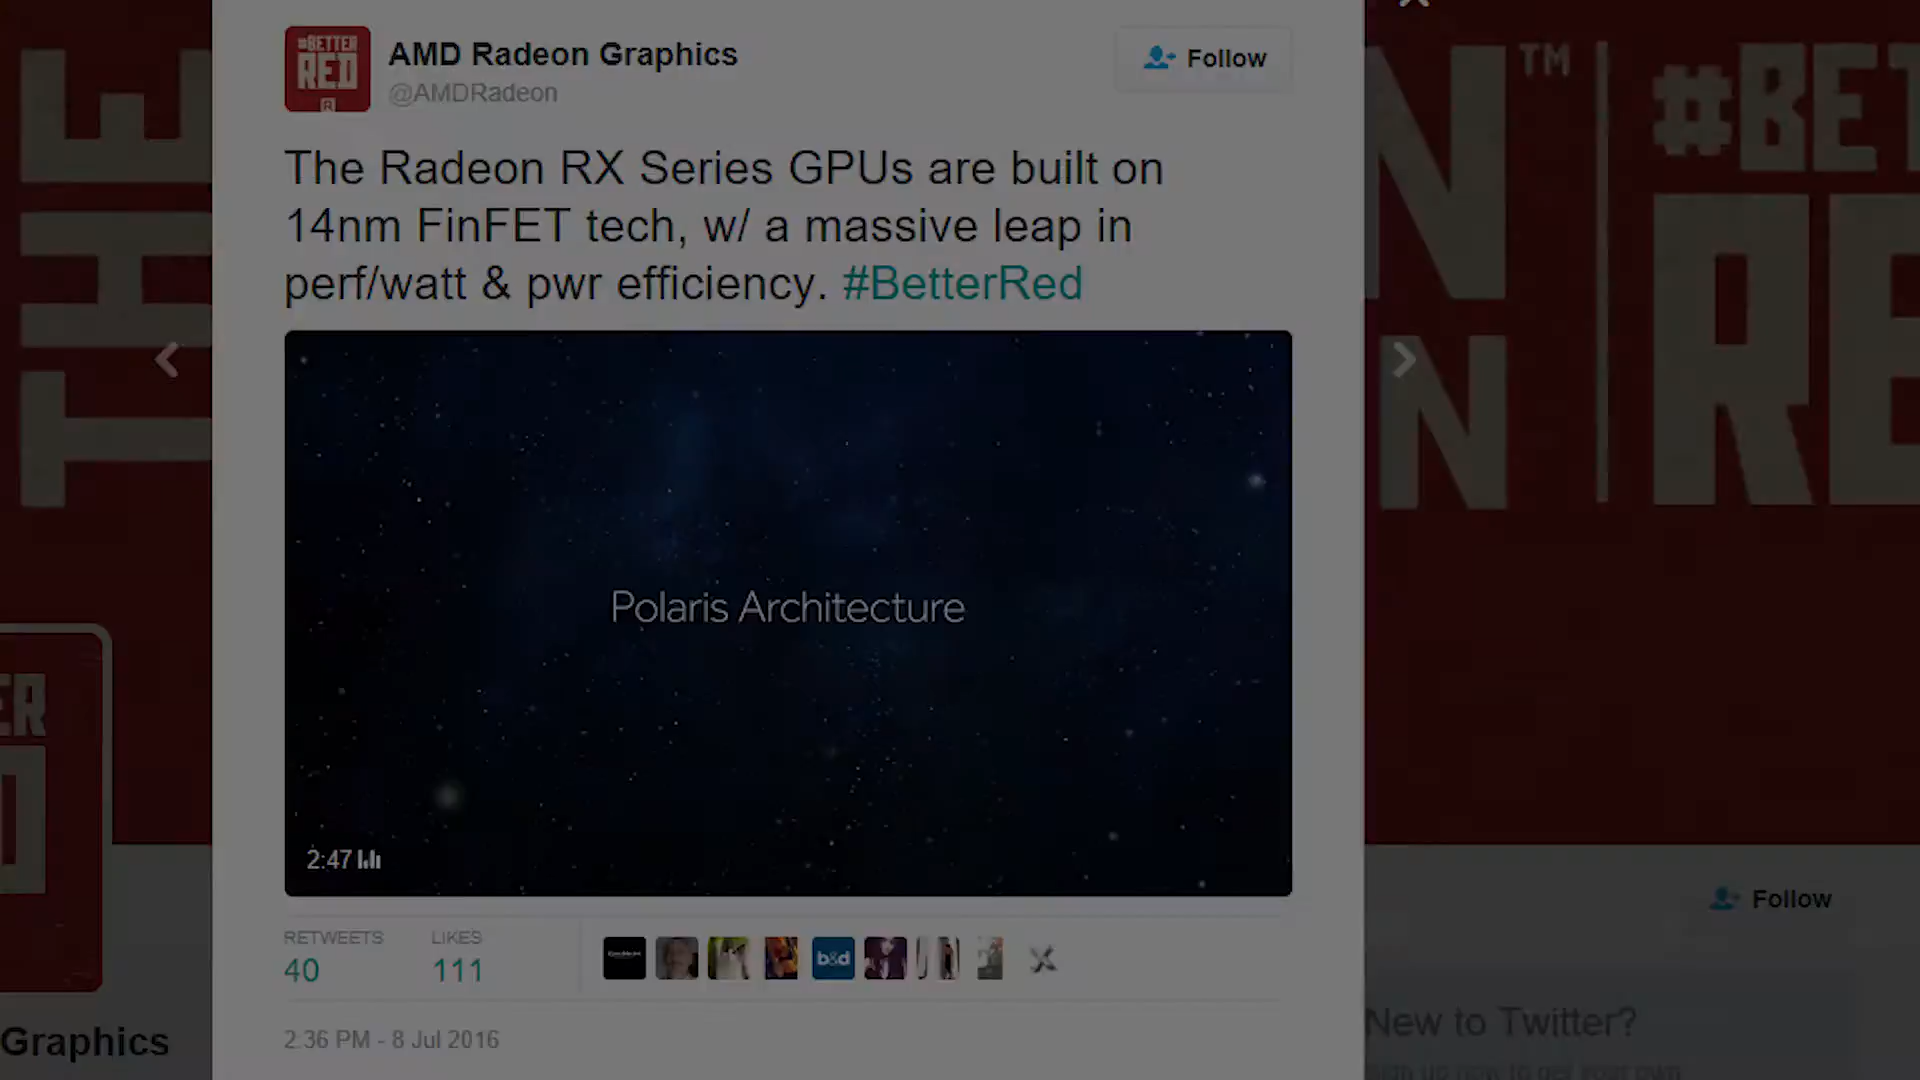 THE
N
N
™
#BET
RE
#BETTER
RED
R
AMD Radeon Graphics
@AMDRadeon
Follow
The Radeon RX Series GPUs are built on
14nm FinFET tech, w/ a massive leap in
perf/watt & pwr efficiency. #BetterRed
Polaris Architecture
2:47
RETWEETS
LIKES
40
111
b&d
2:36 PM - 8 Jul 2016
ER
D
Graphics
Follow
New to Twitter?